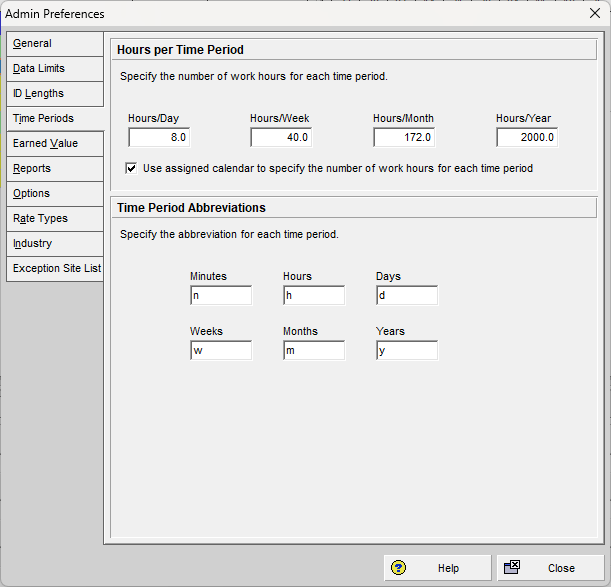 Admin Preferences
General
Data Limits
ID Lengths
Time Periods
Earned Value
Reports
Options
Rate Types
Industry
Exception Site List
Hours per Time Period
Specify the number of work hours for each time period.
Hours/Day Hours/Week Hours/Month Hours/Year
8.0 40.0 172.0 2000.0
Use assigned calendar to specify the number of work hours for each time period
Time Period Abbreviations
Specify the abbreviation for each time period.
Minutes Hours Days
n h d
Weeks Months Years
w m y
Help Close